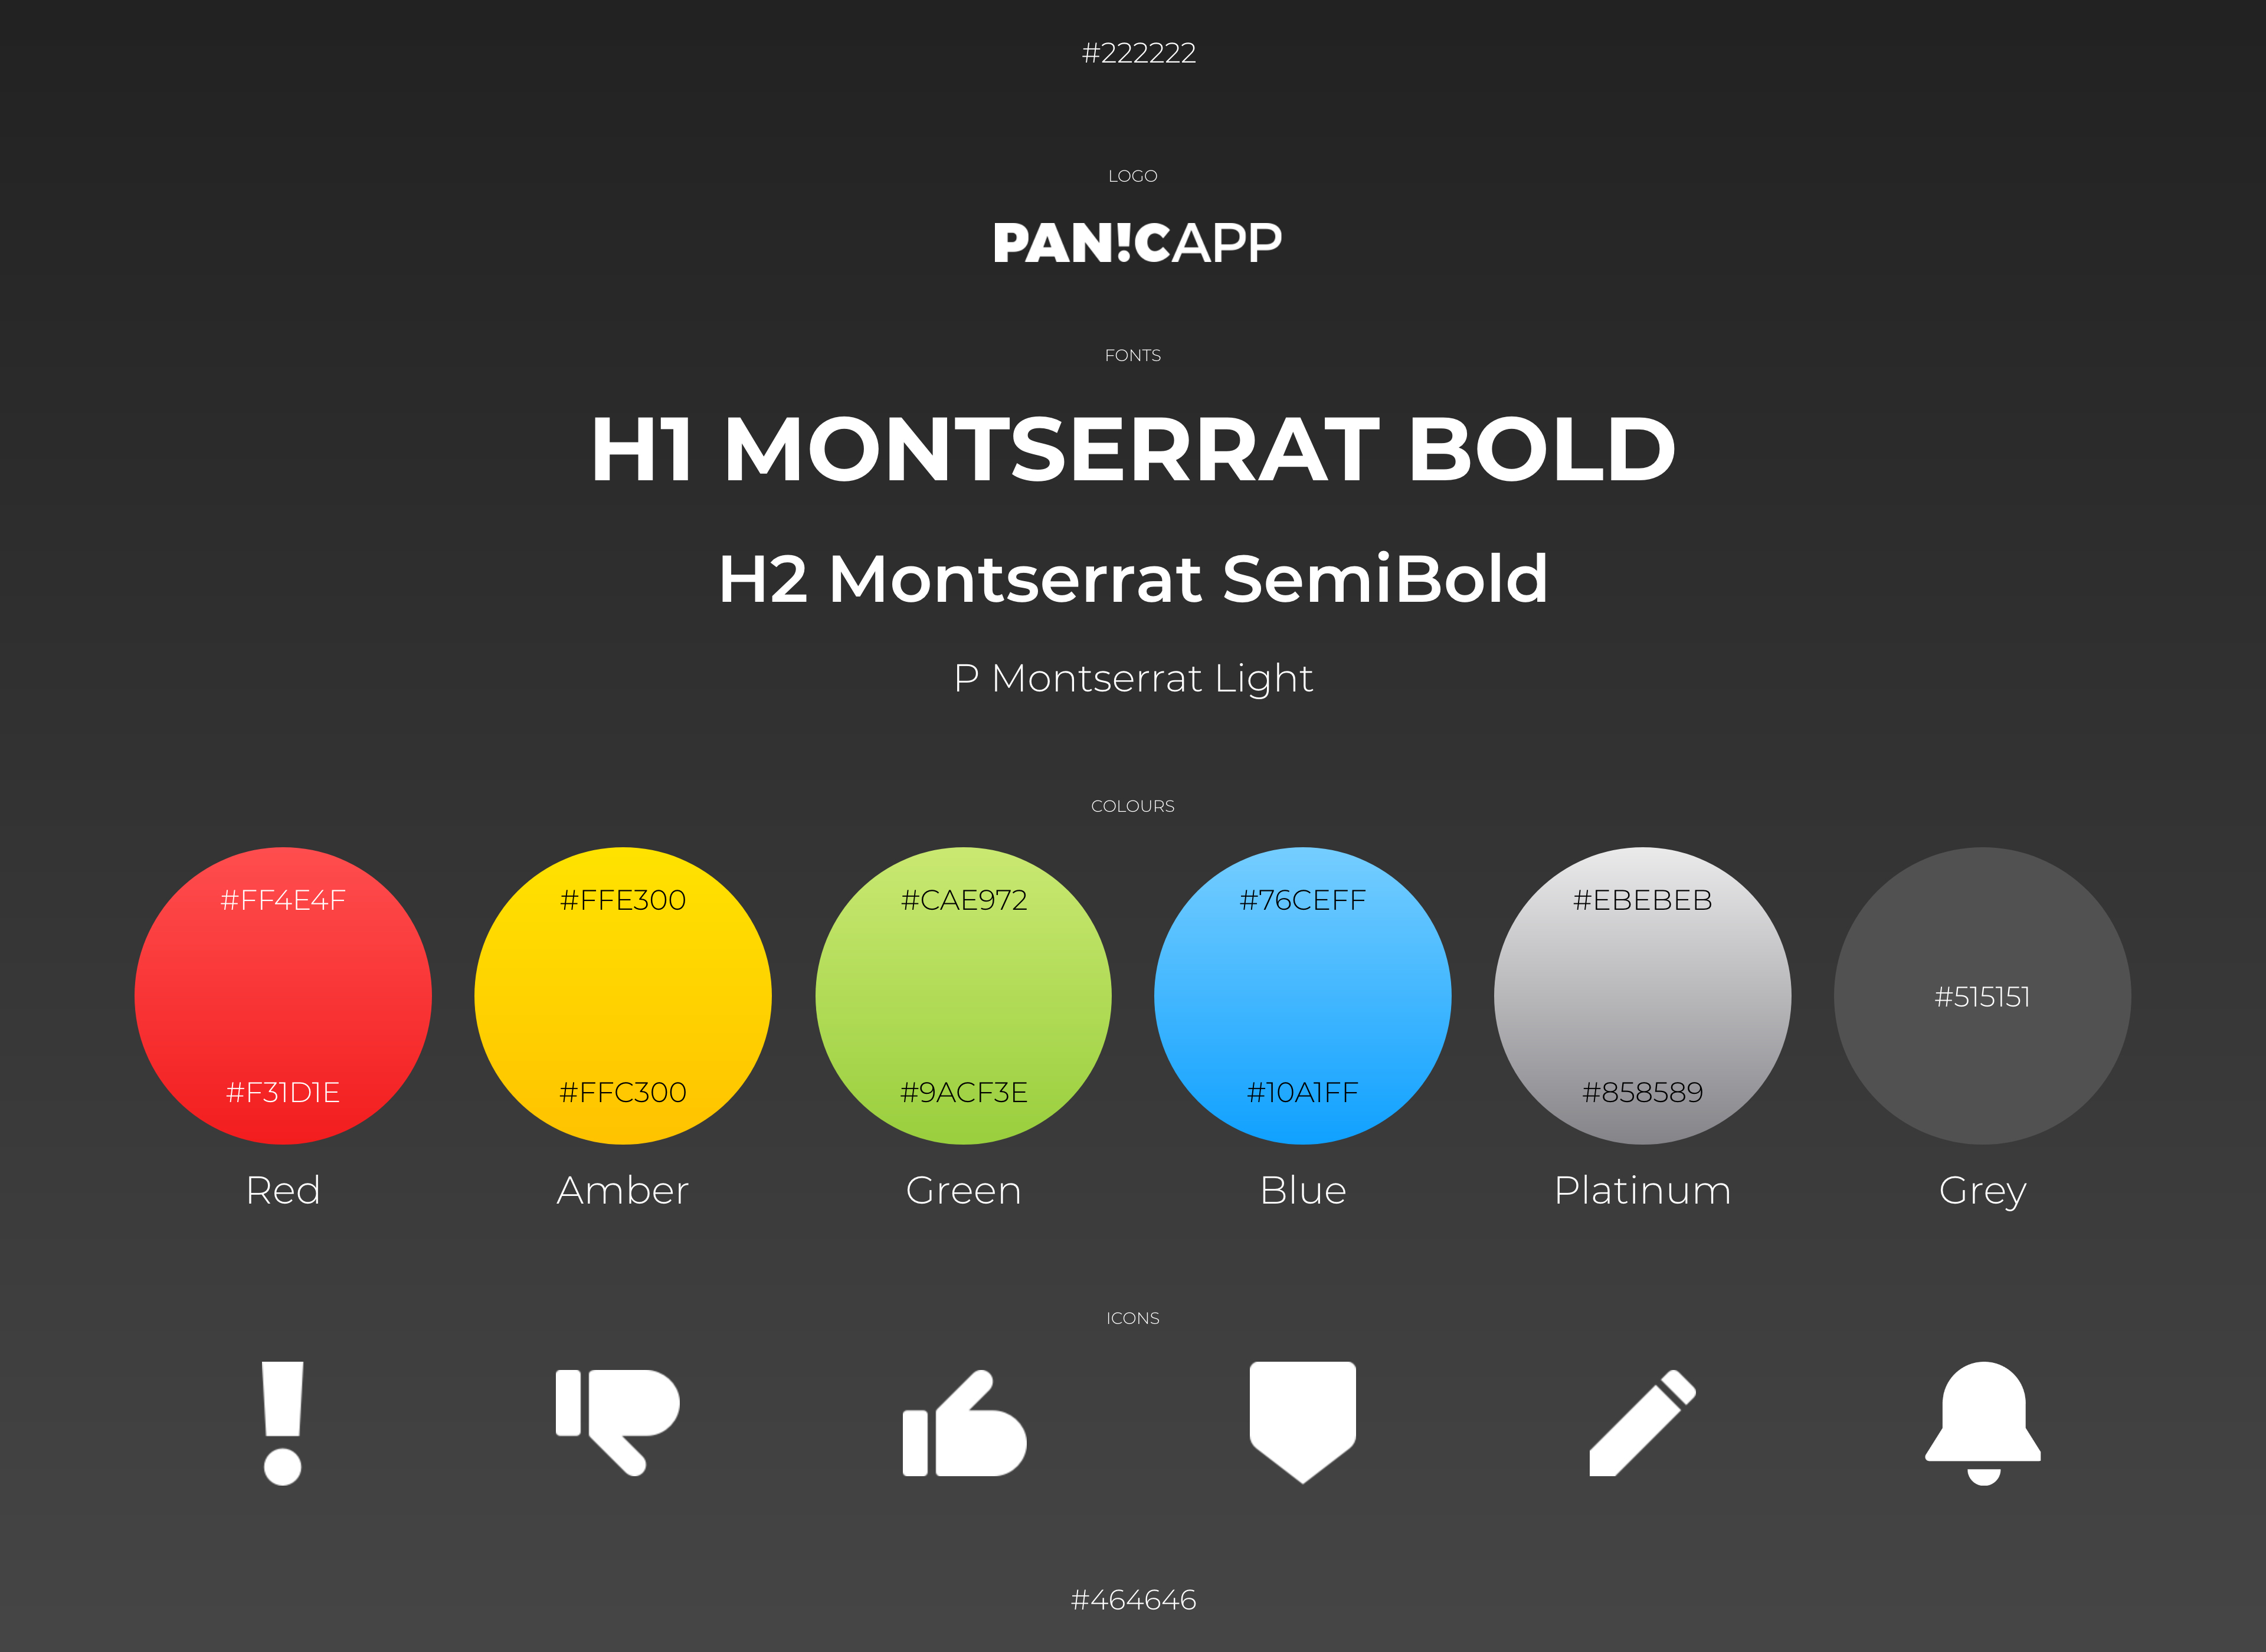 #222222
LOGO
PAN!CAPP
FONTS
H1 MONTSERRAT BOLD
H2 Montserrat SemiBold
P Montserrat Light
COLOURS
#FF4E4F #FFE300 #CAE972 #76CEFF #EBEBEB
#515151
#F31D1E #FFC300 #9ACF3E #10A1FF #858589
Red Amber Green Blue Platinum Grey
ICONS
#464646